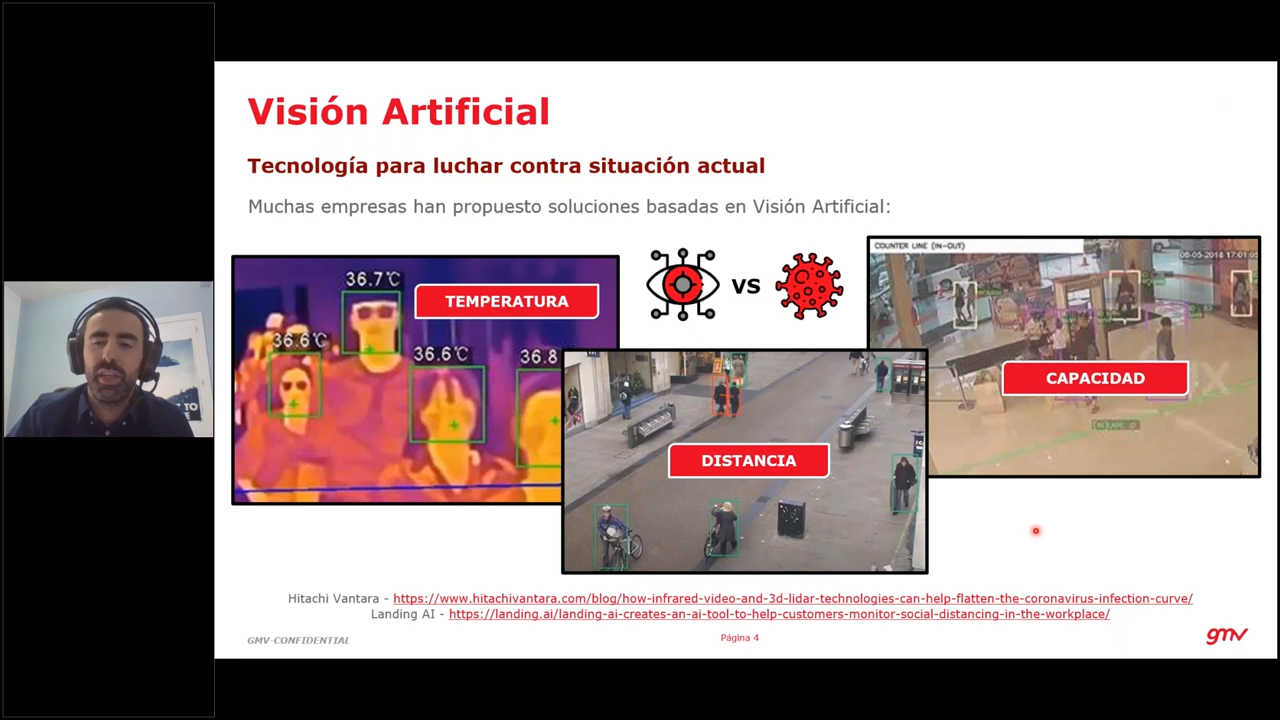 Visión Artificial
Tecnología para luchar contra situación actual
Muchas empresas han propuesto soluciones basadas en Visión Artificial:
36.7℃
TEMPERATURA
36.6℃
36.6℃
36.8
VS
COUNTER LINE (IN-OUT)
CAPACIDAD
DISTANCIA
Hitachi Vantara - https://www.hitachivantara.com/blog/how-infrared-video-and-3d-lidar-technologies-can-help-flatten-the-coronavirus-infection-curve/
Landing AI - https://landing.ai/landing-ai-creates-an-ai-tool-to-help-customers-monitor-social-distancing-in-the-workplace/
GMV-CONFIDENTIAL
Página 4
gmv